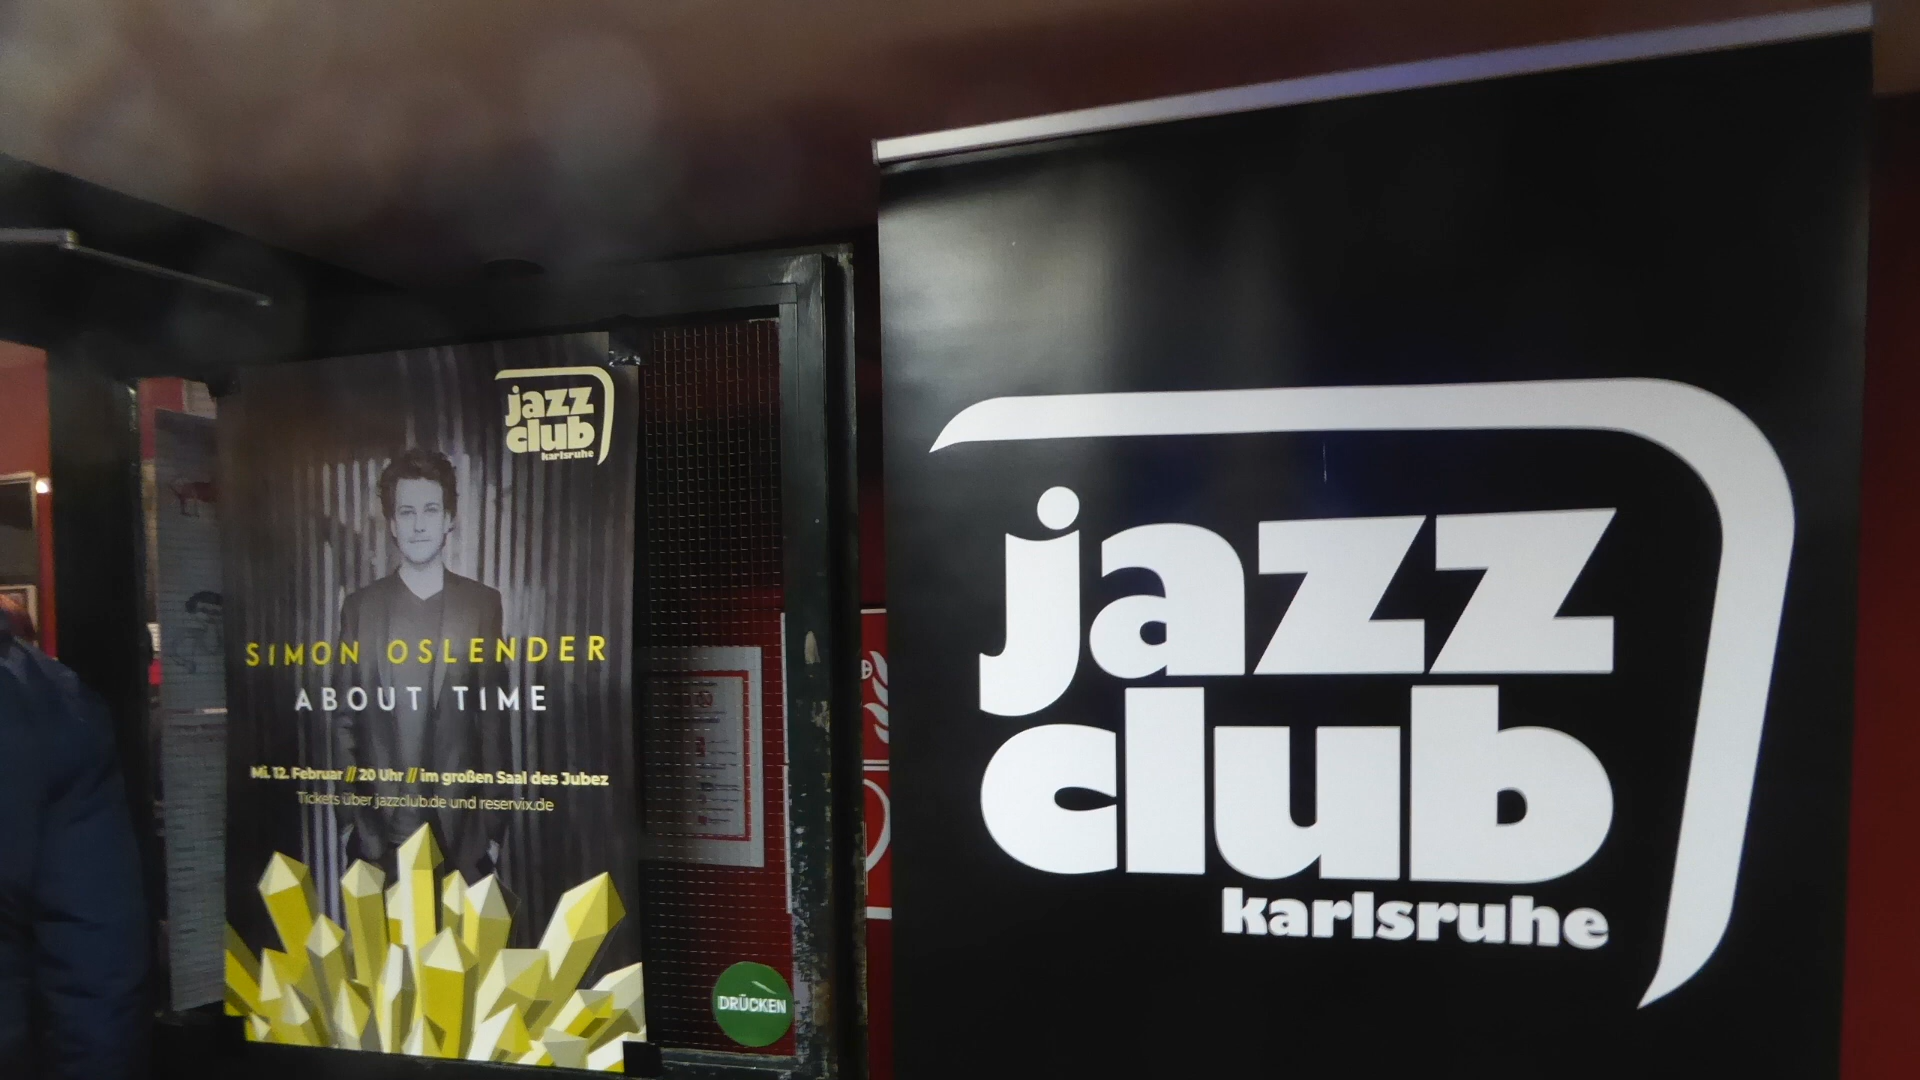 jazz
club
karlsruhe
SIMON OSLENDER
ABOUT TIME
Mi. 12. Februar // 20 Uhr // im großen Saal des Jubez
Tickets über jazzclub.de und reservix.de
DRÜCKEN
jazz
club
karlsruhe